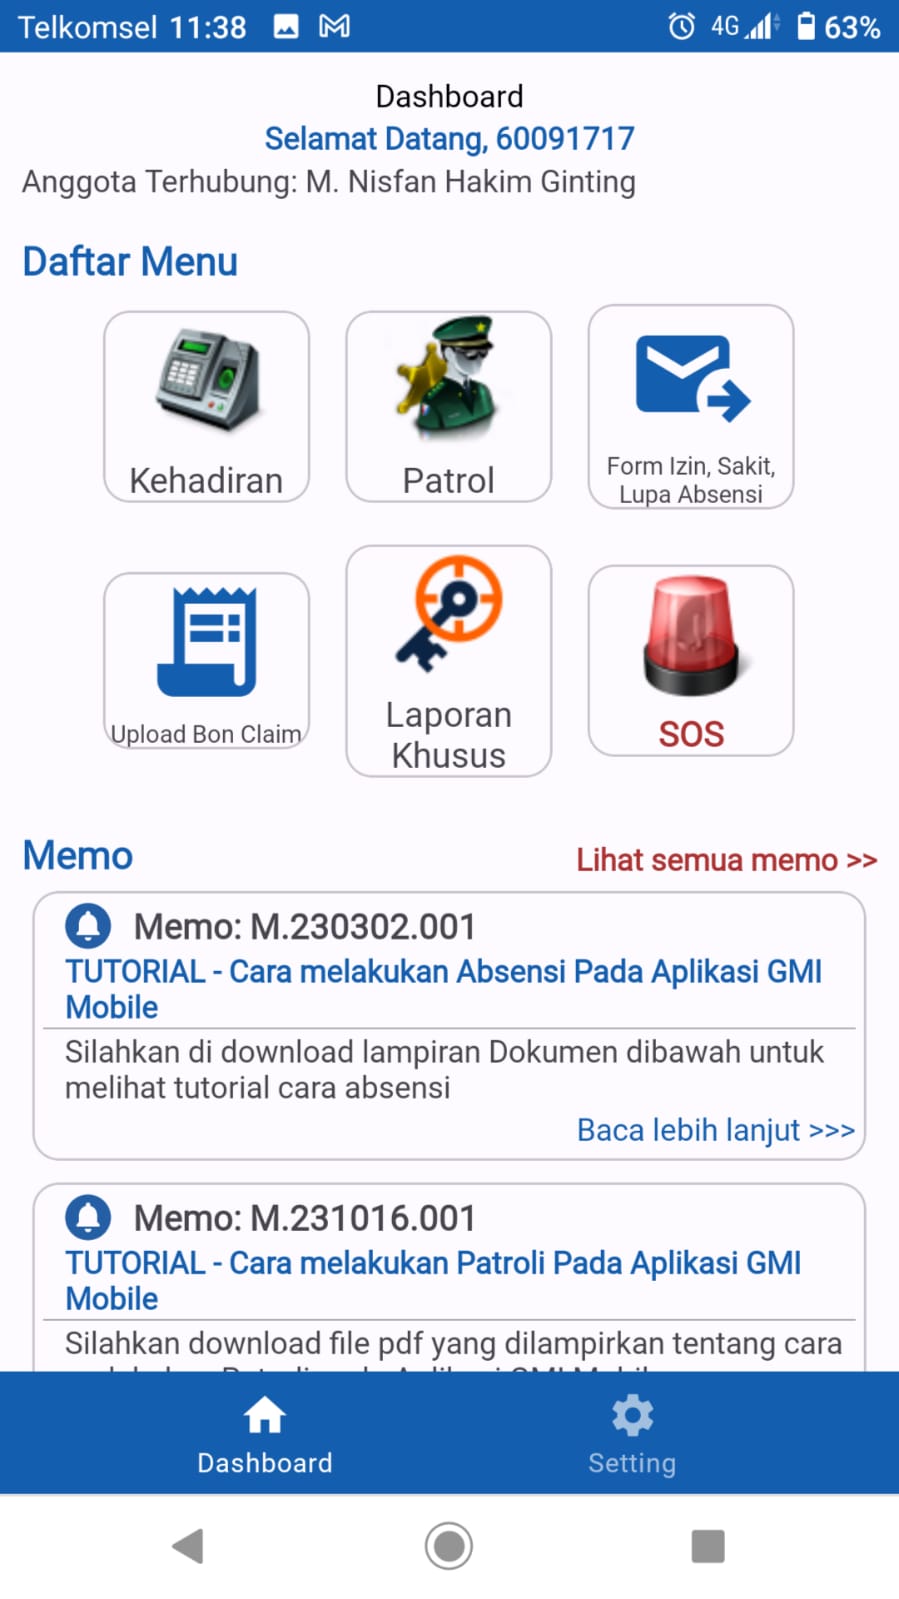 Telkomsel 11:38
4G 63%
Dashboard
Selamat Datang, 60091717
Anggota Terhubung: M. Nisfan Hakim Ginting
Daftar Menu
Kehadiran
Patrol
Form Izin, Sakit,
Lupa Absensi
Upload Bon Claim
Laporan
Khusus
SOS
Memo
Lihat semua memo >>
Memo: M.230302.001
TUTORIAL - Cara melakukan Absensi Pada Aplikasi GMI
Mobile
Silahkan di download lampiran Dokumen dibawah untuk
melihat tutorial cara absensi
Baca lebih lanjut >>>
Memo: M.231016.001
TUTORIAL - Cara melakukan Patroli Pada Aplikasi GMI
Mobile
Silahkan download file pdf yang dilampirkan tentang cara
Dashboard
Setting